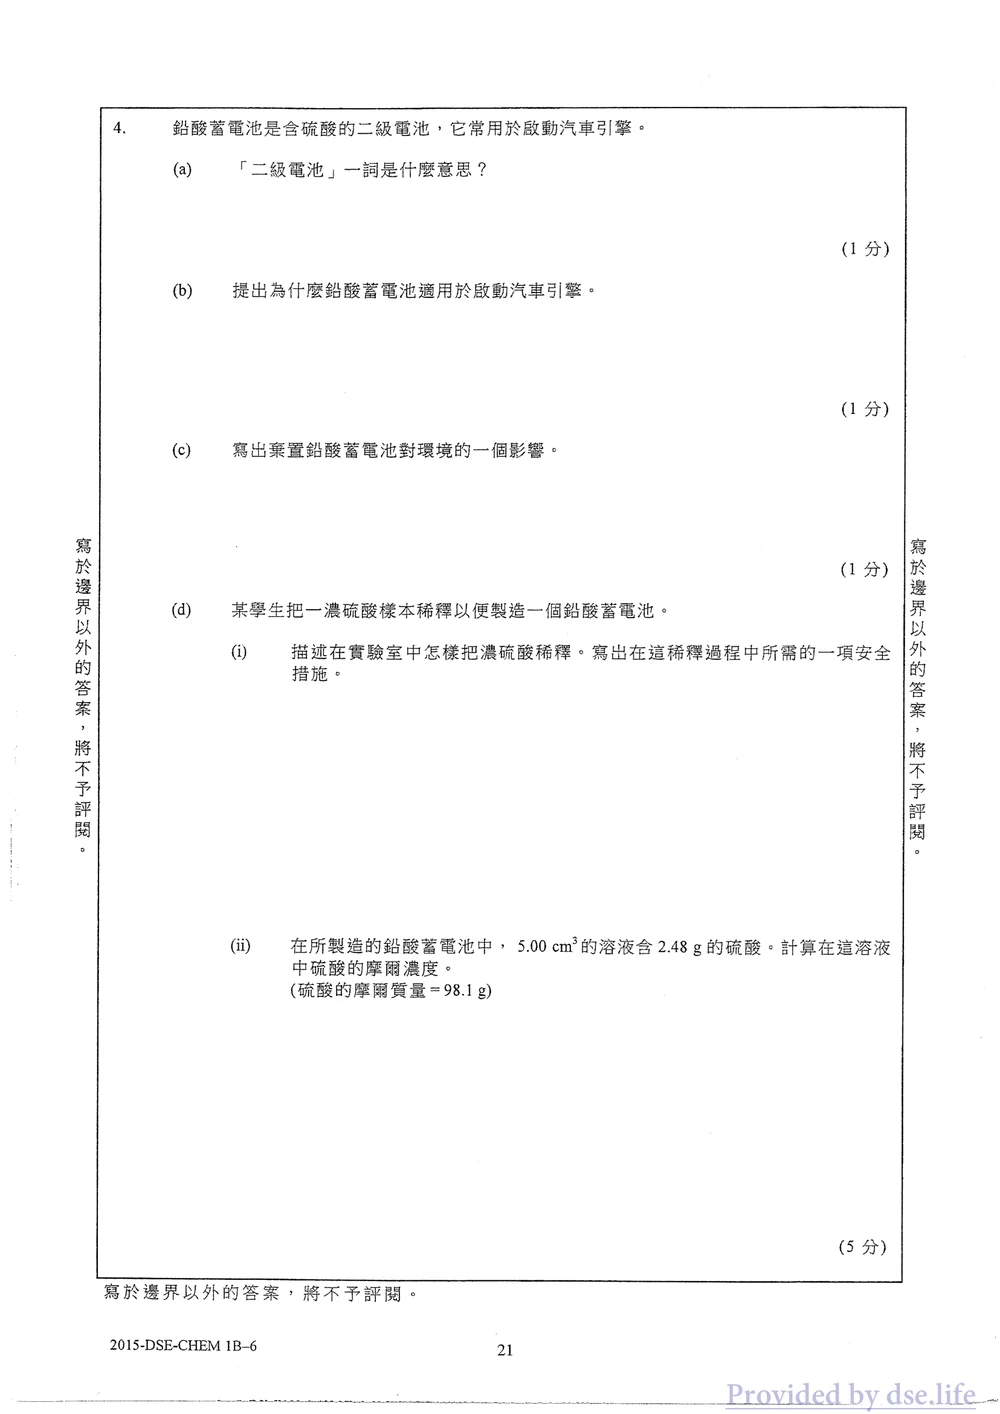 4. 鉛酸蓄電池是含硫酸的二級電池，它常用於啟動汽車引擎。
(a) 「二級電池」一詞是什麼意思？
(1 分)
(b) 提出為什麼鉛酸蓄電池適用於啟動汽車引擎。
(1 分)
(c) 寫出棄置鉛酸蓄電池對環境的一個影響。
(1 分)
(d) 某學生把一濃硫酸樣本稀釋以便製造一個鉛酸蓄電池。
(i) 描述在實驗室中怎樣把濃硫酸稀釋。寫出在這稀釋過程中所需的一項安全
措施。
(ii) 在所製造的鉛酸蓄電池中， 5.00 cm³的溶液含 2.48 g 的硫酸。計算在這溶液
中硫酸的摩爾濃度。
(硫酸的摩爾質量 = 98.1 g)
(5 分)
寫於邊界以外的答案，將不予評閱。
寫於邊界以外的答案，將不予評閱。
寫於邊界以外的答案，將不予評閱。
2015-DSE-CHEM 1B–6
21
Provided by dse.life